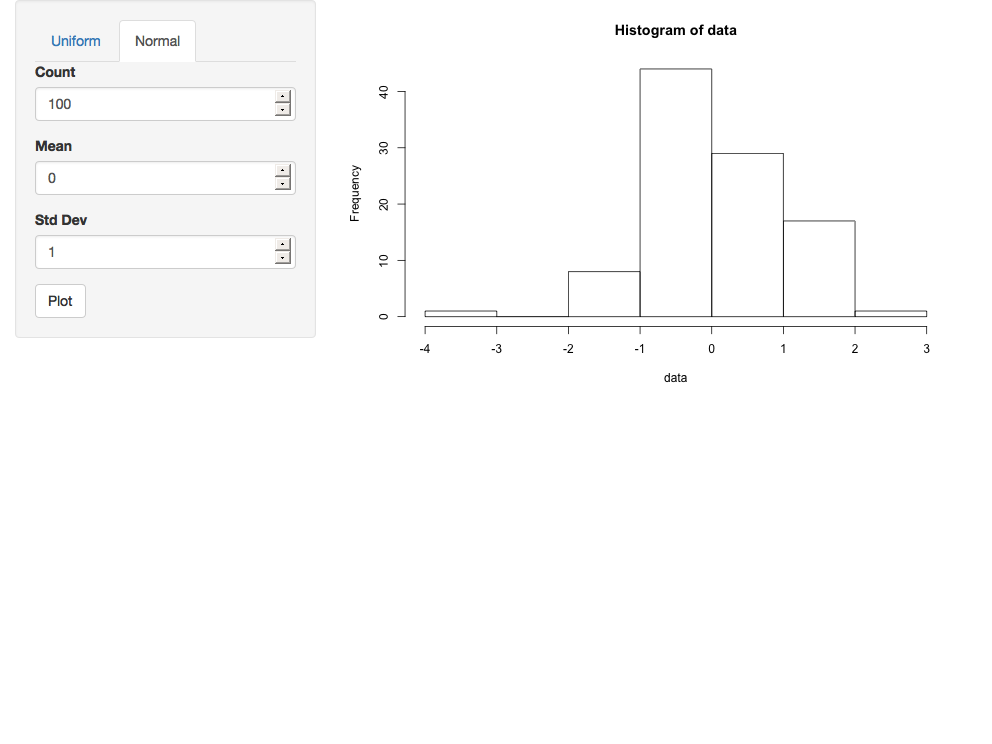 Uniform Normal
Count
100
Mean
0
Std Dev
1
Plot
Histogram of data
Frequency
40
30
20
10
0
-4 -3 -2 -1 0 1 2 3
data